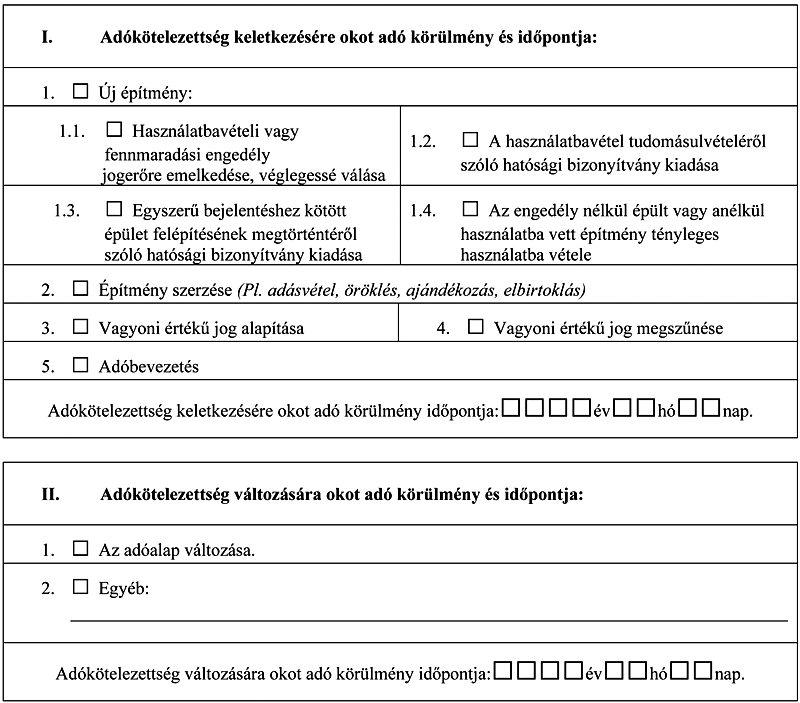 I. Adókötelezettség keletkezésére okot adó körülmény és időpontja:
1. ☐ Új építmény:
1.1. ☐ Használatbavételi vagy
fennmaradási engedély
jogerőre emelkedése, véglegessé válása
1.2. ☐ A használatbavétel tudomásulvételéről
szóló hatósági bizonyítvány kiadása
1.3. ☐ Egyszerű bejelentéshez kötött
épület felépítésének megtörténtéről
szóló hatósági bizonyítvány kiadása
1.4. ☐ Az engedély nélkül épült vagy anélkül
használatba vett építmény tényleges
használatba vétele
2. ☐ Építmény szerzése (Pl. adásvétel, öröklés, ajándékozás, elbirtoklás)
3. ☐ Vagyoni értékű jog alapítása
4. ☐ Vagyoni értékű jog megszűnése
5. ☐ Adóbevezetés
Adókötelezettség keletkezésére okot adó körülmény időpontja: ☐☐☐☐év☐☐hó☐☐nap.
II. Adókötelezettség változására okot adó körülmény és időpontja:
1. ☐ Az adóalap változása.
2. ☐ Egyéb:
Adókötelezettség változására okot adó körülmény időpontja: ☐☐☐☐év☐☐hó☐☐nap.